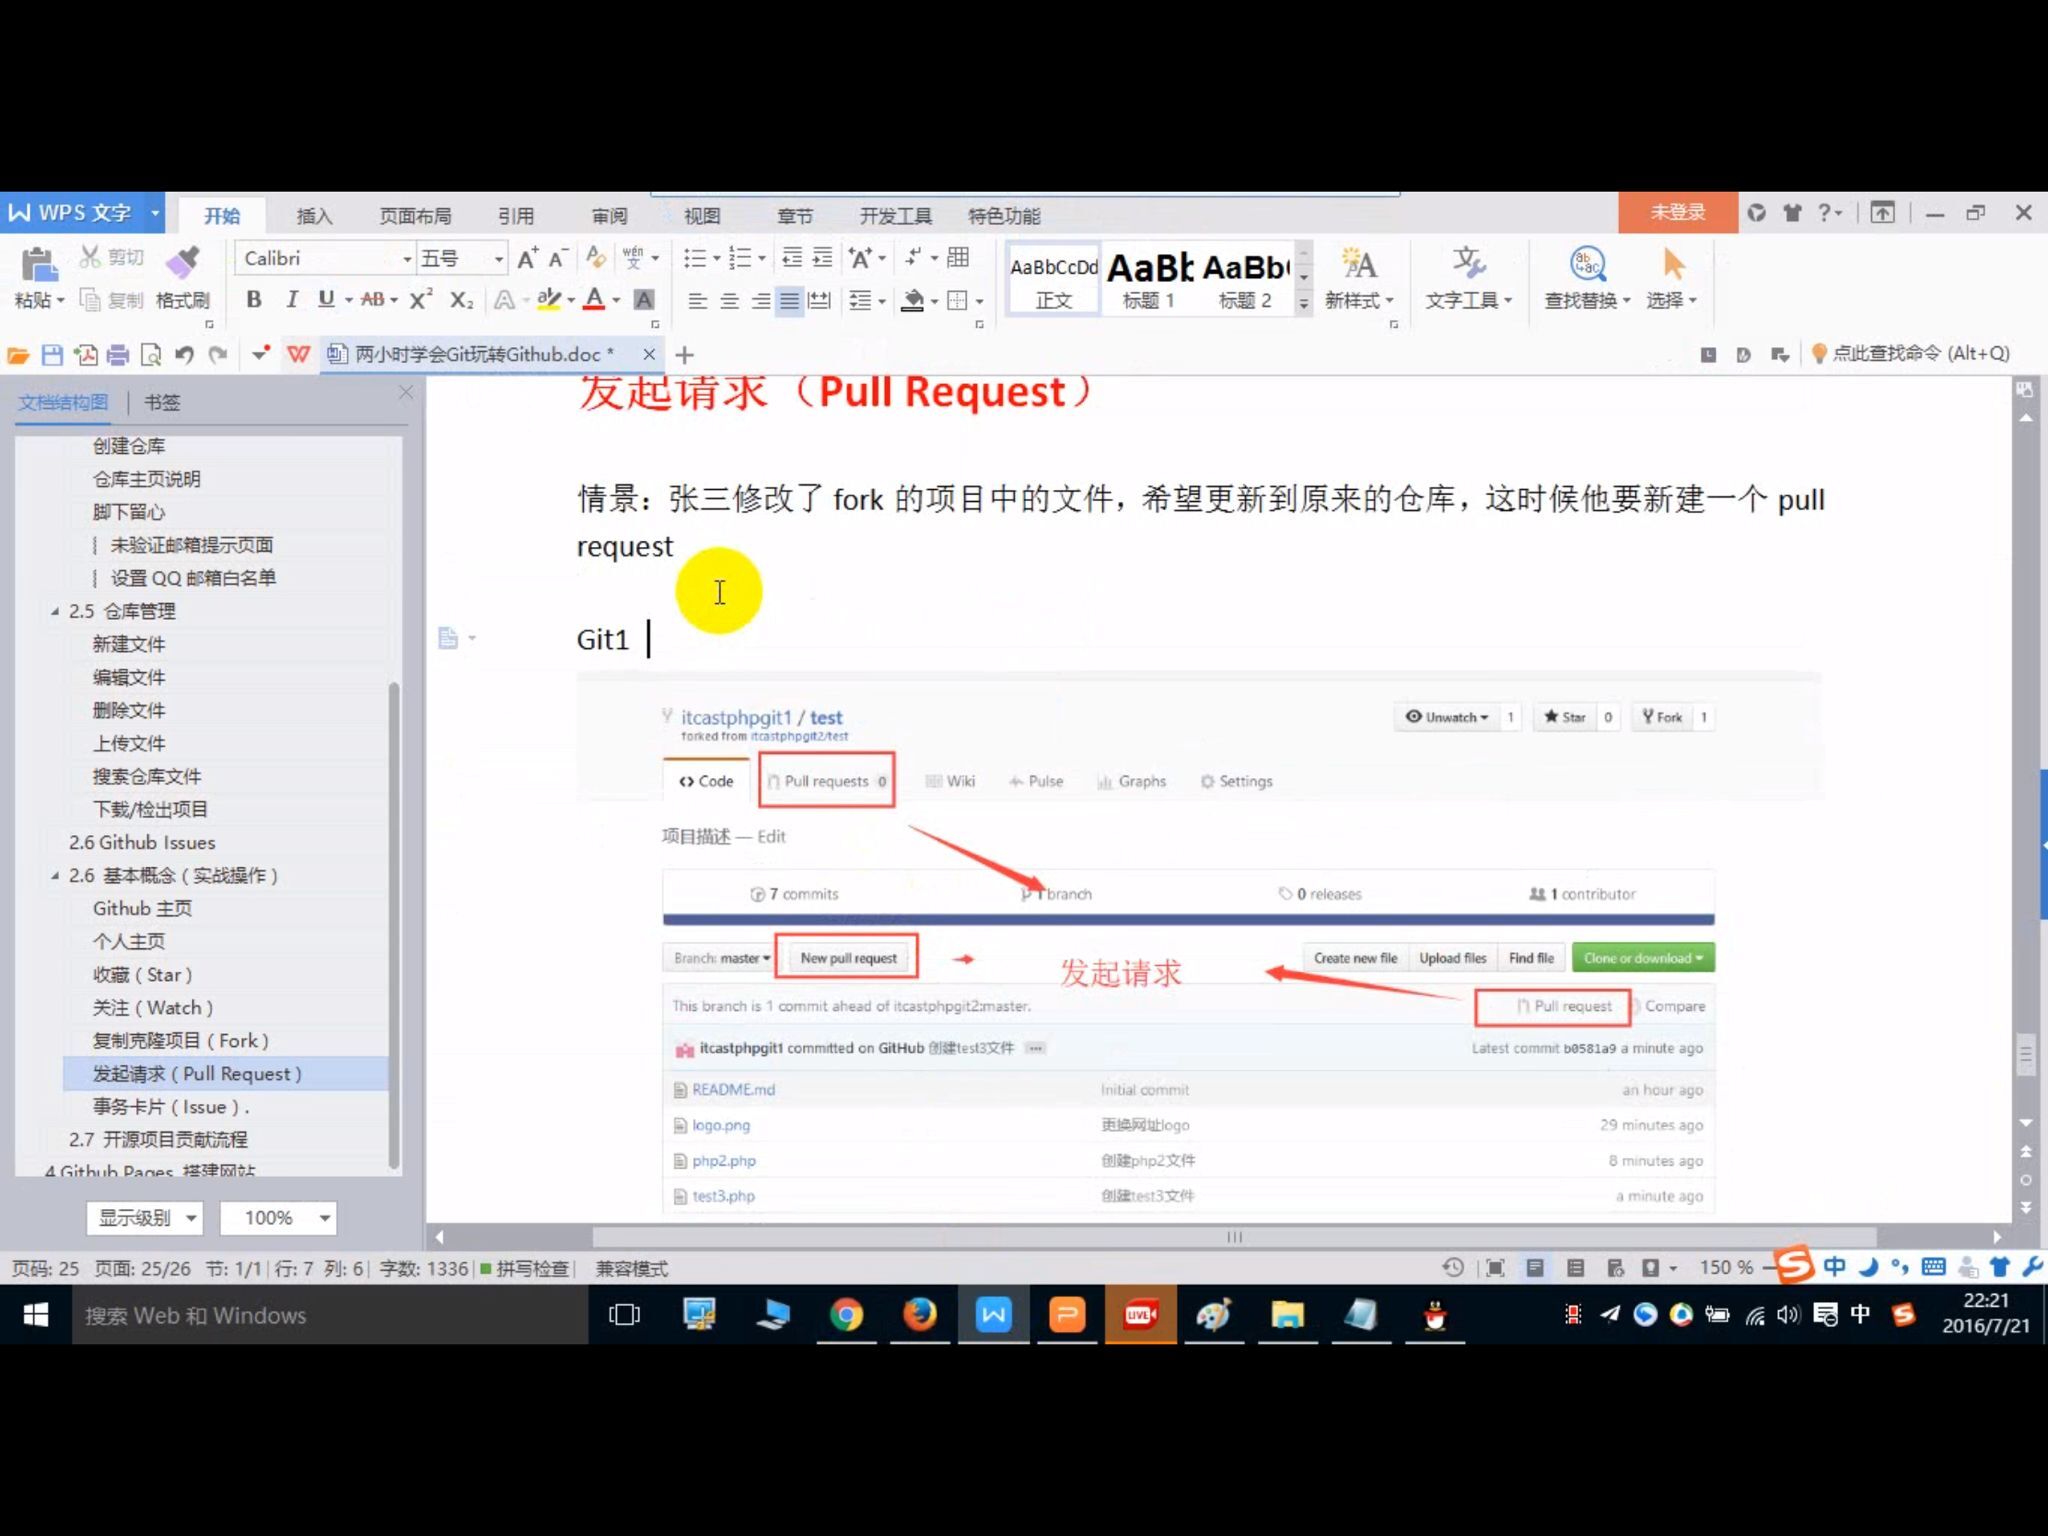 WPS 文字
开始 插入 页面布局 引用 审阅 视图 章节 开发工具 特色功能
未登录
剪切
Calibri 五号
AaBbCcDd AaBb AaBb
粘贴 复制 格式刷
正文 标题 1 标题 2 新样式 文字工具 查找替换 选择
两小时学会Git玩转Github.doc *
点此查找命令 (Alt+Q)
文档结构图 书签
创建仓库
仓库主页说明
脚下留心
未验证邮箱提示页面
设置 QQ 邮箱白名单
2.5 仓库管理
新建文件
编辑文件
删除文件
上传文件
搜索仓库文件
下载/检出项目
2.6 Github Issues
2.6 基本概念（实战操作）
Github 主页
个人主页
收藏（Star）
关注（Watch）
复制克隆项目（Fork）
发起请求（Pull Request）
事务卡片（Issue）.
2.7 开源项目贡献流程
4 Github Pages 搭建网站
显示级别 100%
发起请求（Pull Request）
情景：张三修改了 fork 的项目中的文件，希望更新到原来的仓库，这时候他要新建一个 pull
request
Git1
itcastphpgit1 / test
forked from itcastphpgit2/test
Unwatch 1 Star 0 Fork 1
Code Pull requests 0 Wiki Pulse Graphs Settings
项目描述 — Edit
7 commits 1 branch 0 releases 1 contributor
Branch: master New pull request 发起请求 Create new file Upload files Find file Clone or download
This branch is 1 commit ahead of itcastphpgit2:master. Pull request Compare
itcastphpgit1 committed on GitHub 创建test3文件 Latest commit b0581a9 a minute ago
README.md Initial commit an hour ago
logo.png 更换网址logo 29 minutes ago
php2.php 创建php2文件 8 minutes ago
test3.php 创建test3文件 a minute ago
页码: 25 页面: 25/26 节: 1/1 行: 7 列: 6 字数: 1336 拼写检查 兼容模式
150 %
中
搜索 Web 和 Windows
LIVE
中
22:21
2016/7/21